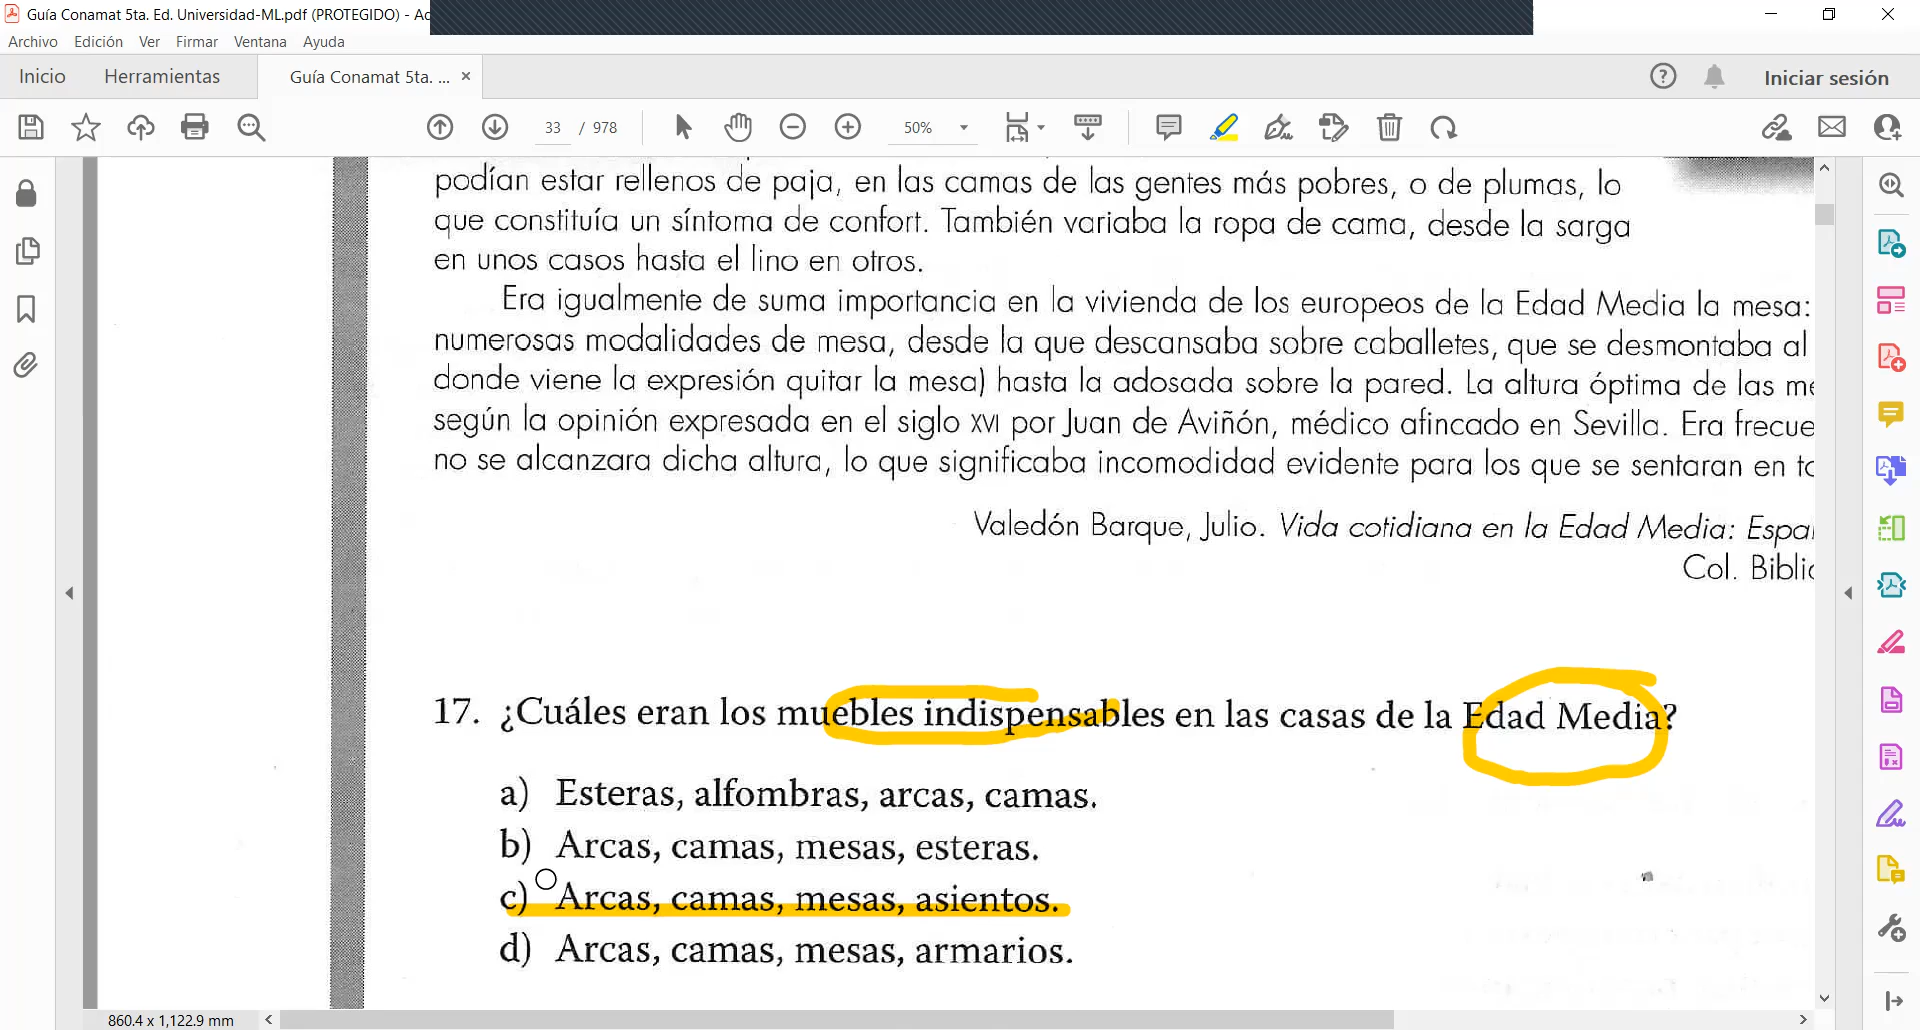 Guía Conamat 5ta. Ed. Universidad-ML.pdf (PROTEGIDO) -
Archivo Edición Ver Firmar Ventana Ayuda
Inicio Herramientas Guía Conamat 5ta. ... Iniciar sesión
33 / 978 50%
podían estar rellenos de paja, en las camas de las gentes más pobres, o de plumas, lo
que constituía un síntoma de confort. También variaba la ropa de cama, desde la sarga
en unos casos hasta el lino en otros.
Era igualmente de suma importancia en la vivienda de los europeos de la Edad Media la mesa:
numerosas modalidades de mesa, desde la que descansaba sobre caballetes, que se desmontaba al
donde viene la expresión quitar la mesa) hasta la adosada sobre la pared. La altura óptima de las
según la opinión expresada en el siglo XVI por Juan de Aviñón, médico afincado en Sevilla. Era
no se alcanzara dicha altura, lo que significaba incomodidad evidente para los que se sentaran en
Valedón Barque, Julio. Vida cotidiana en la Edad Media:
Col.
17. ¿Cuáles eran los muebles indispensables en las casas de la Edad Media?
a) Esteras, alfombras, arcas, camas.
b) Arcas, camas, mesas, esteras.
c) Arcas, camas, mesas, asientos.
d) Arcas, camas, mesas, armarios.
860.4 x 1,122.9 mm